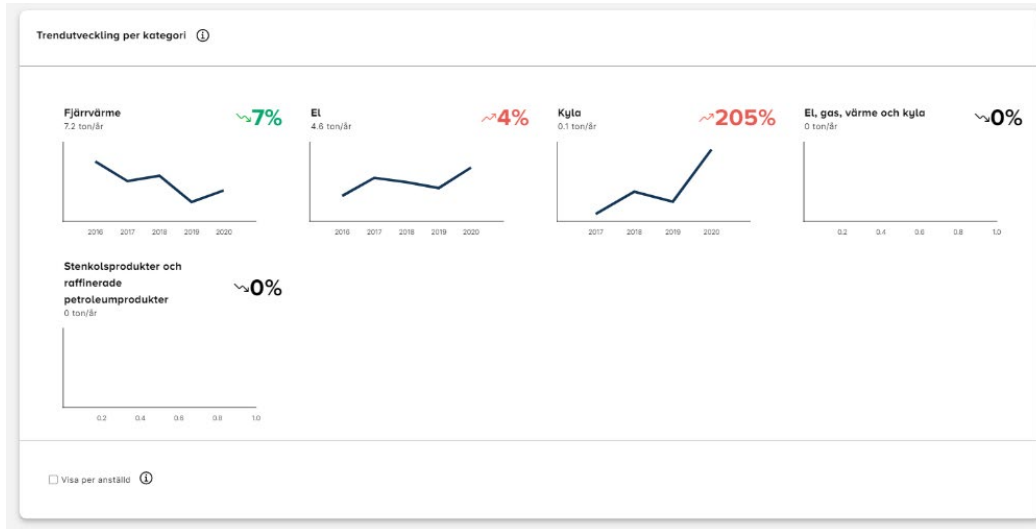 Trendutveckling per kategori
Fjärrvärme
7.2 ton/år
7%
2016 2017 2018 2019 2020
El
4.6 ton/år
4%
2016 2017 2018 2019 2020
Kyla
0.1 ton/år
205%
2017 2018 2019 2020
El, gas, värme och kyla
0 ton/år
0%
0.2 0.4 0.6 0.8 1.0
Stenkolsprodukter och
raffinerade
petroleumprodukter
0 ton/år
0%
0.2 0.4 0.6 0.8 1.0
Visa per anställd